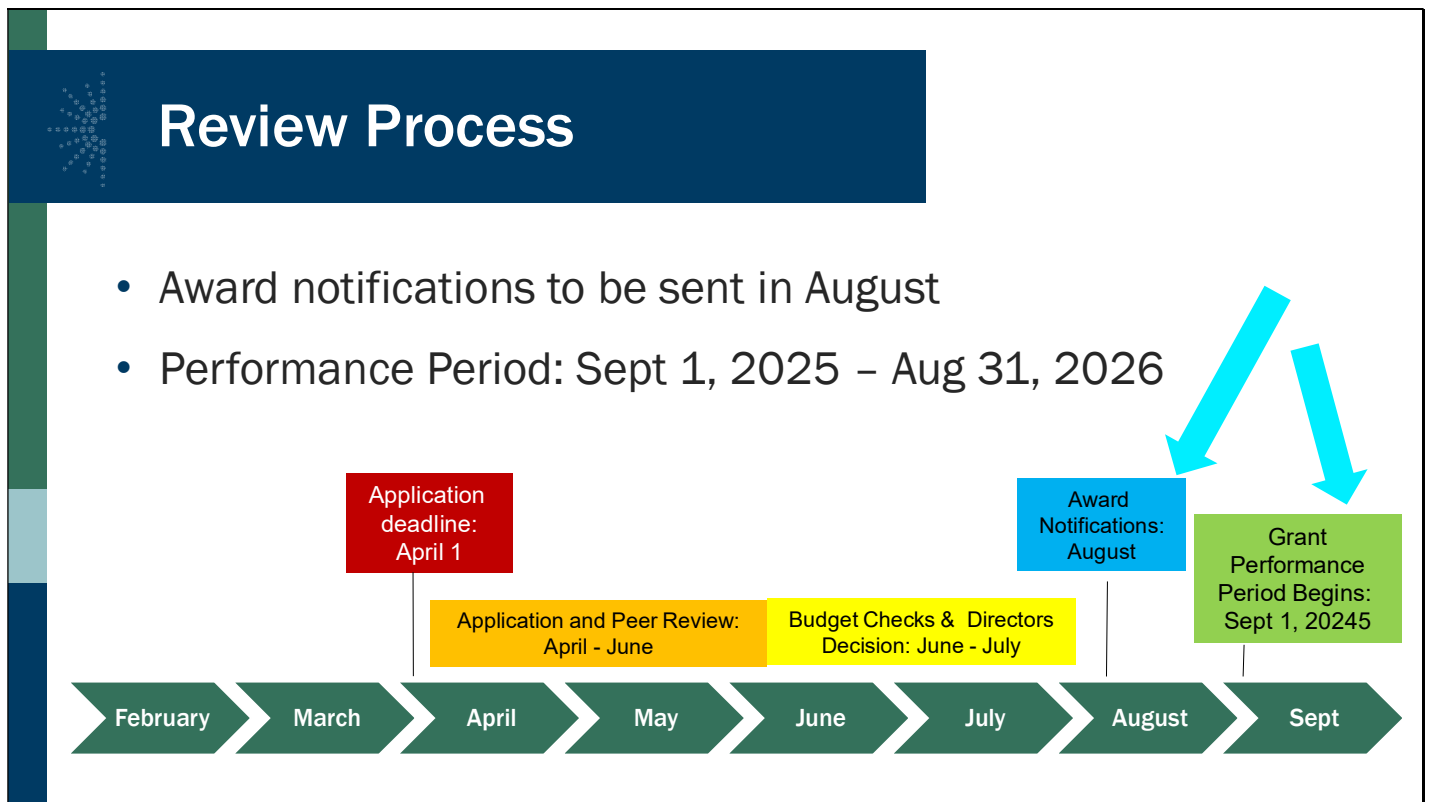 Review Process
• Award notifications to be sent in August
• Performance Period: Sept 1, 2025 – Aug 31, 2026
Application
deadline:
April 1
Award
Notifications:
August
Grant
Performance
Period Begins:
Sept 1, 20245
Application and Peer Review:
April - June
Budget Checks & Directors
Decision: June - July
February
March
April
May
June
July
August
Sept